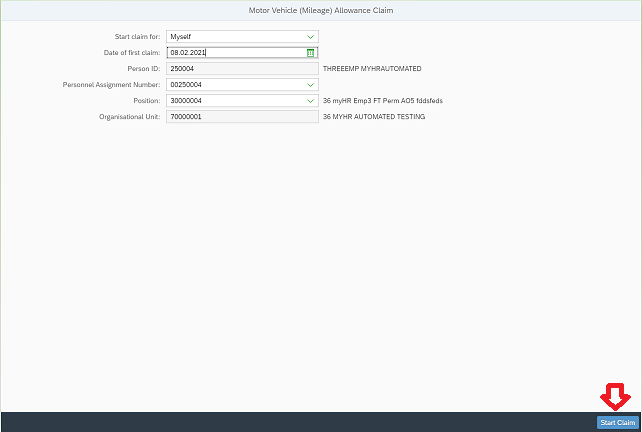 Motor Vehicle (Mileage) Allowance Claim
Start claim for: Myself
Date of first claim: 08.02.2021
Person ID: 250004 THREEEMP MYHRAUTOMATED
Personnel Assignment Number: 00250004
Position: 30000004 36 myHR Emp3 FT Perm AO5 fddsfeds
Organisational Unit: 70000001 36 MYHR AUTOMATED TESTING
Start Claim